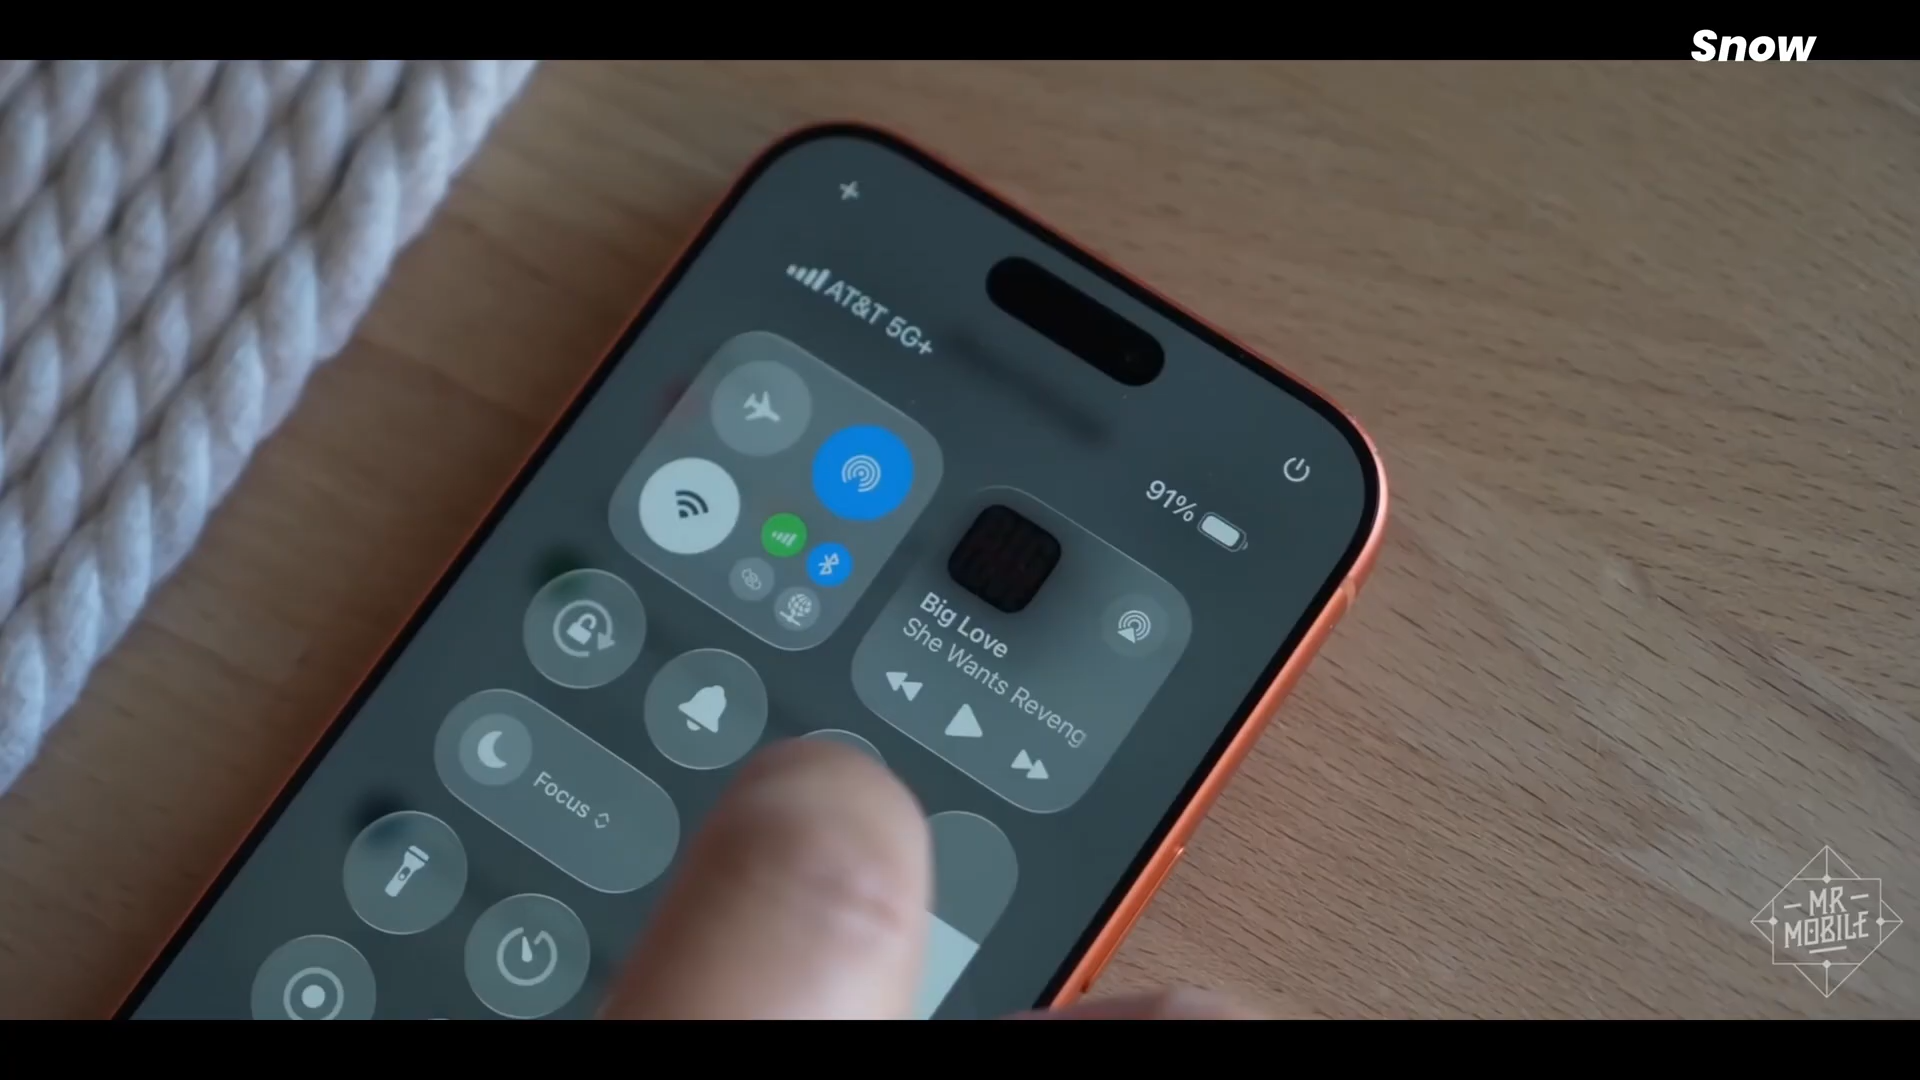 Snow
AT&T 5G+
91%
Big Love
She Wants Reveng
Focus
MR
MOBILE